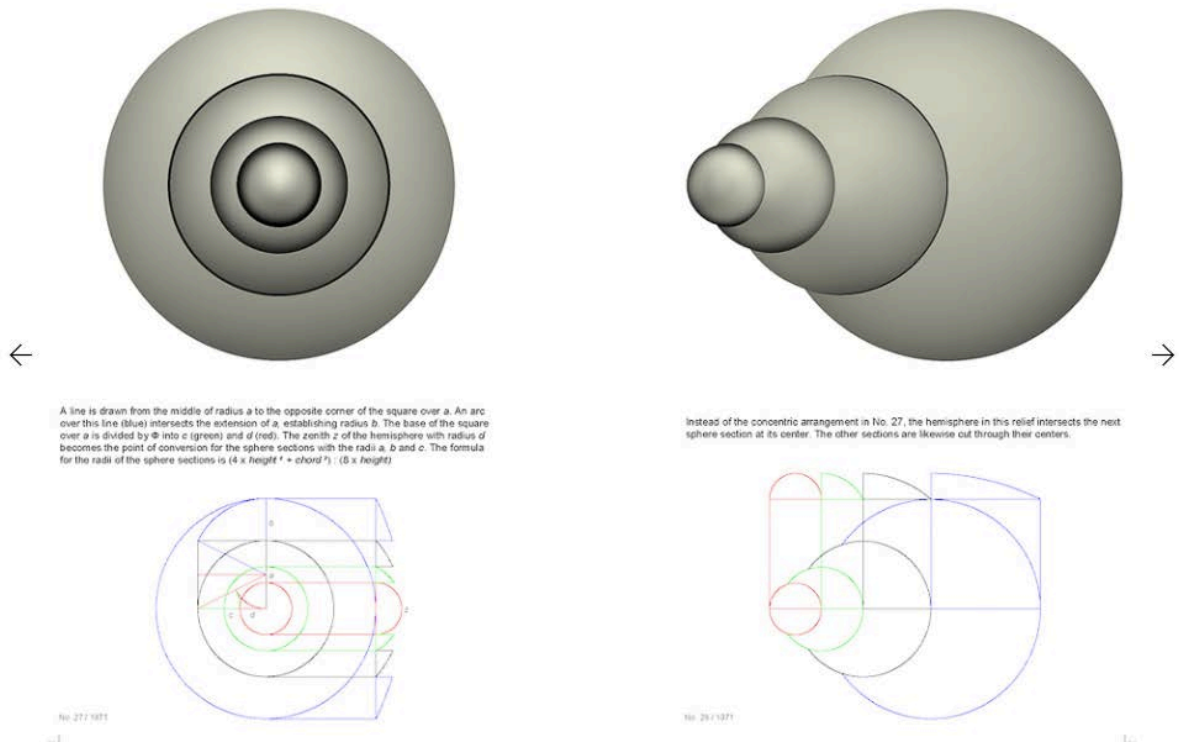 A line is drawn from the middle of radius a to the opposite corner of the square over a. An arc
over this line (blue) intersects the extension of a, establishing radius b. The base of the square
over a is divided by Φ into c (green) and d (red). The zenith z of the hemisphere with radius d
becomes the point of conversion for the sphere sections with the radii a, b and c. The formula
for the radii of the sphere sections is (4 x height ² + chord ²) : (8 x height)
a
c
d
z
No. 27 / 1971
Instead of the concentric arrangement in No. 27, the hemisphere in this relief intersects the next
sphere section at its center. The other sections are likewise cut through their centers.
/ 1971